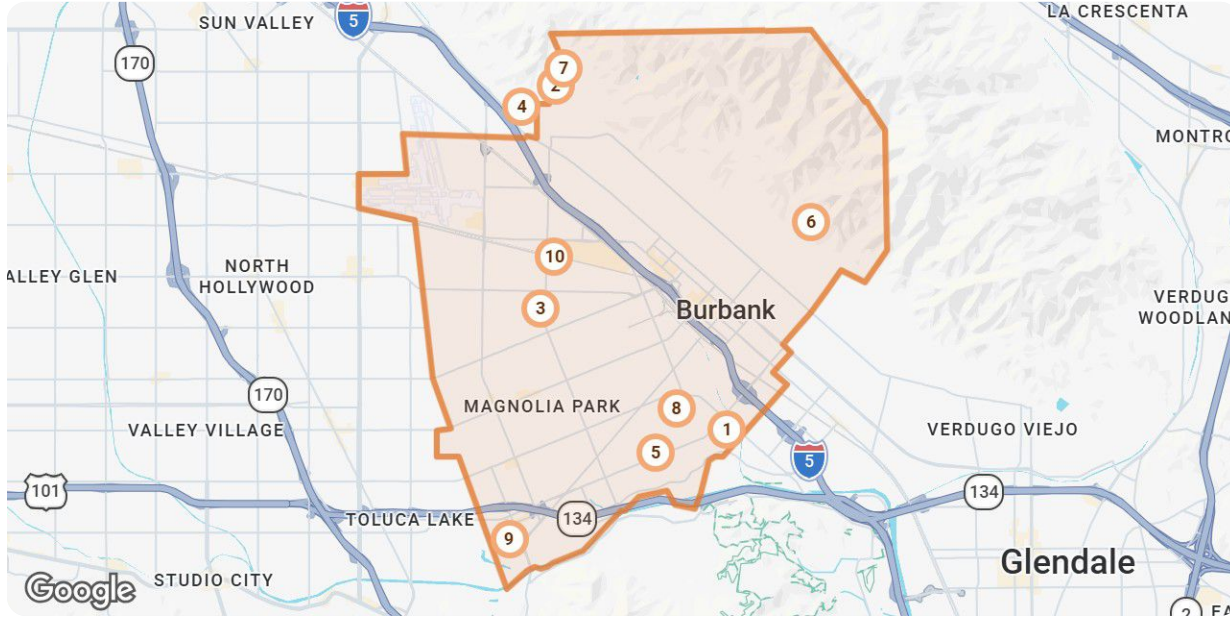 SUN VALLEY
5
LA CRESCENTA
170
7
2
4
MONTRO
6
ALLEY GLEN
NORTH
HOLLYWOOD
10
3
Burbank
VERDUG
WOODLAN
170
MAGNOLIA PARK
8
VALLEY VILLAGE
1
VERDUGO VIEJO
5
5
101
134
TOLUCA LAKE
134
9
STUDIO CITY
Glendale
Google
2
EA